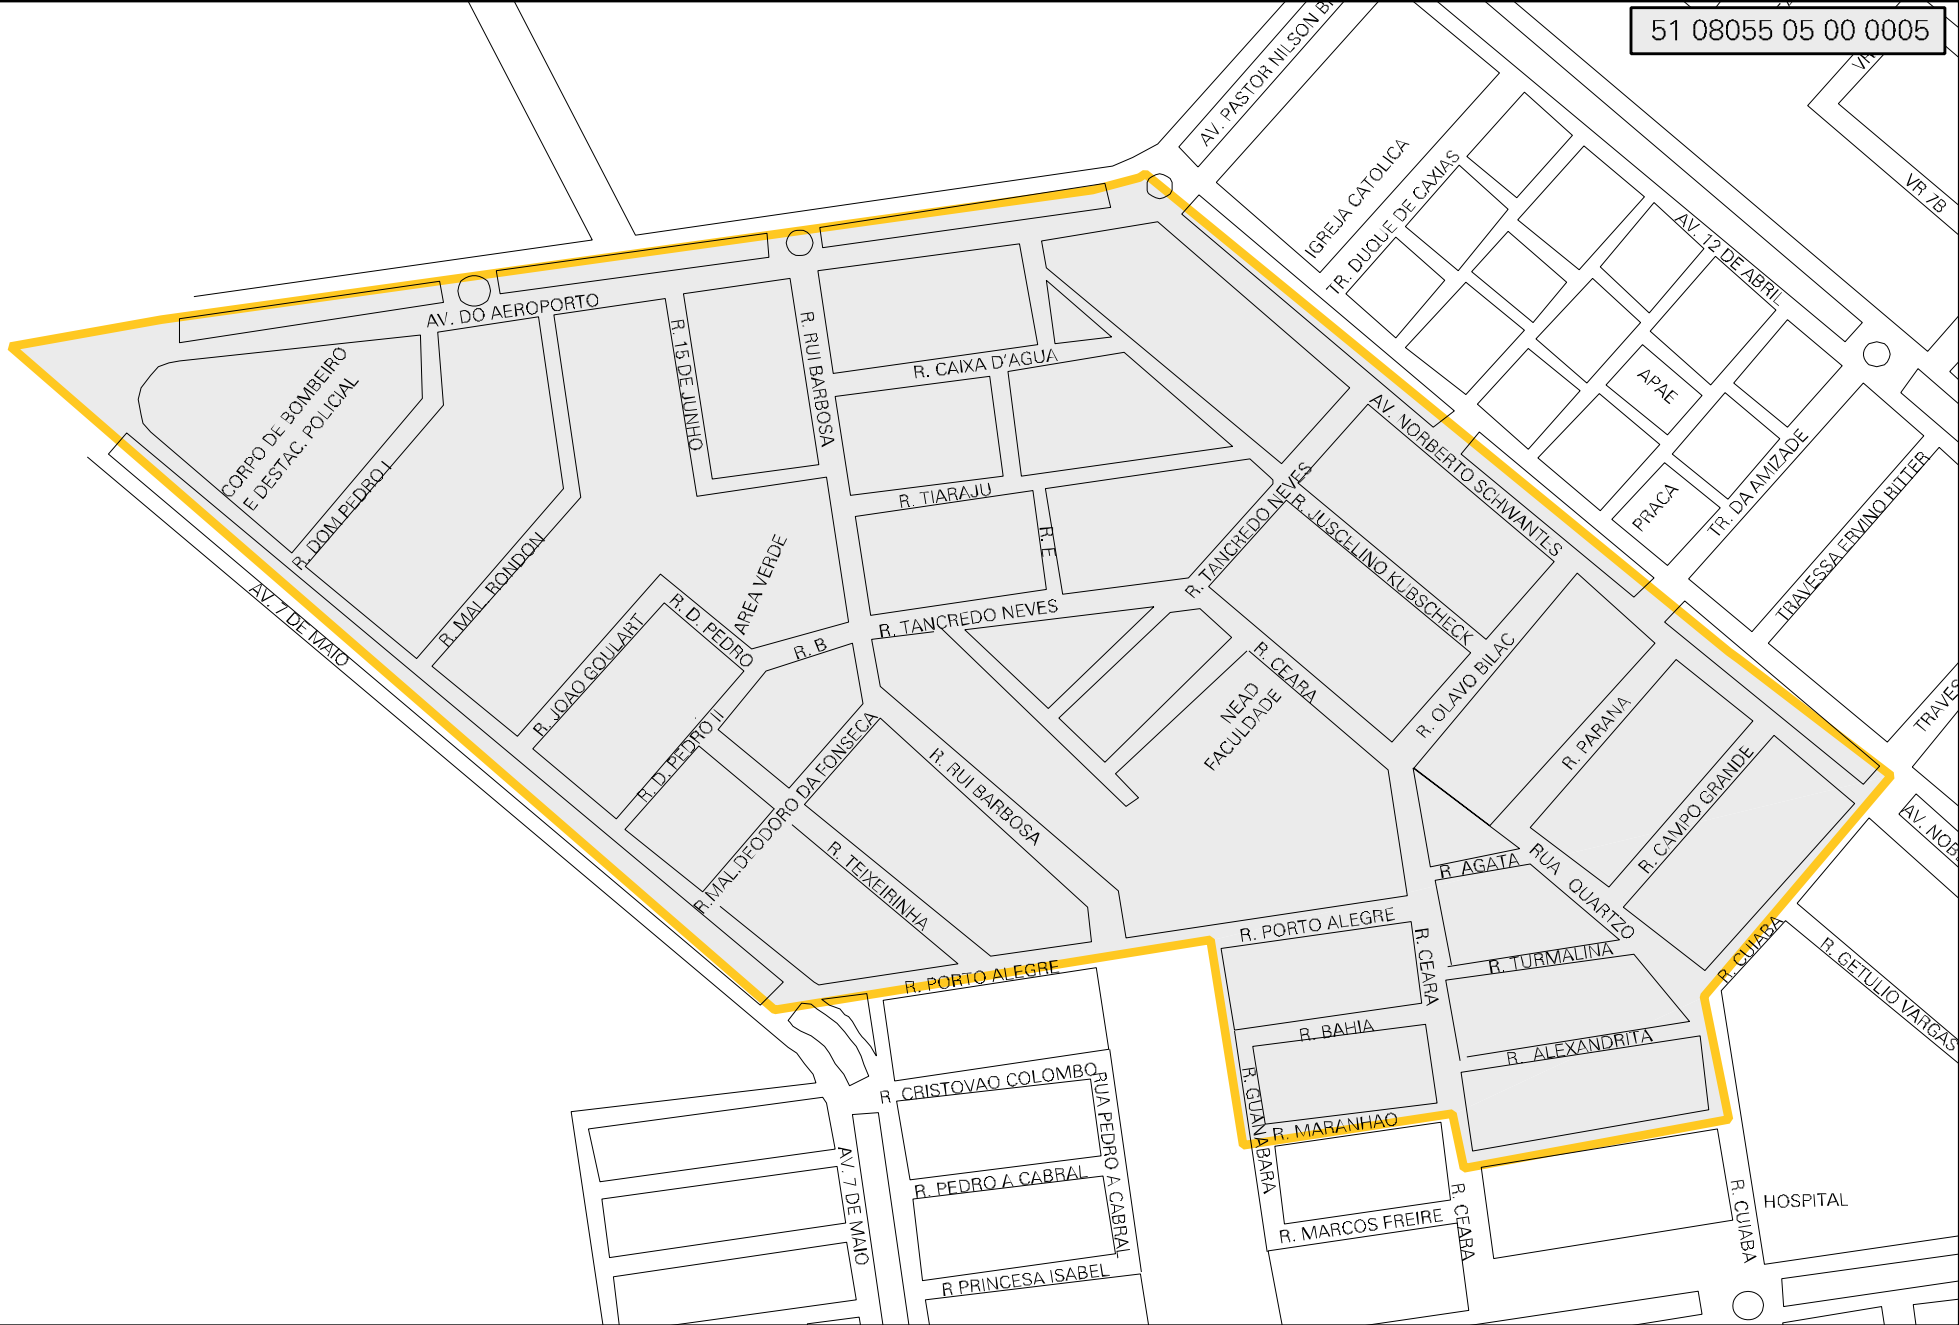 51 08055 05 00 0005
AV. PASTOR NILSON
VR 7B
IGREJA CATOLICA
TR. DUQUE DE CAXIAS
AV. 12 DE ABRIL
AV. DO AEROPORTO
R. 15 DE JUNHO
R. RUI BARBOSA
R. CAIXA D'AGUA
CORPO DE BOMBEIRO
E DESTAC. POLICIAL
APAE
AV. NORBERTO SCHWANTES
PRACA
TR. DA AMIZADE
TRAVESSA ERVINO RITTER
R. DOM PEDRO I
R. TIARAJU
R. E
R. TANCREDO NEVES
R. JUSCELINO KUBSCHECK
R. MAL. RONDON
AREA VERDE
AV. 7 DE MAIO
R. D. PEDRO
R. JOAO GOULART
R. B
R. TANCREDO NEVES
R. CEARA
NEAD
FACULDADE
R. OLAVO BILAC
R. PARANA
TRAVES
R. D. PEDRO II
R. MAL.DEODORO DA FONSECA
R. RUI BARBOSA
R. TEIXEIRINHA
R. CAMPO GRANDE
AV. NOB
R. AGATA
RUA QUARTZO
R. PORTO ALEGRE
R. CEARA
R. TURMALINA
R. CUIABA
R. GETULIO VARGAS
R. PORTO ALEGRE
R. BAHIA
R. ALEXANDRITA
R. CRISTOVAO COLOMBO
RUA PEDRO A CABRAL
R. GUANABARA
R. MARANHAO
AV. 7 DE MAIO
R. PEDRO A CABRAL
R. MARCOS FREIRE
R. CEARA
R. CUIABA
HOSPITAL
R PRINCESA ISABEL